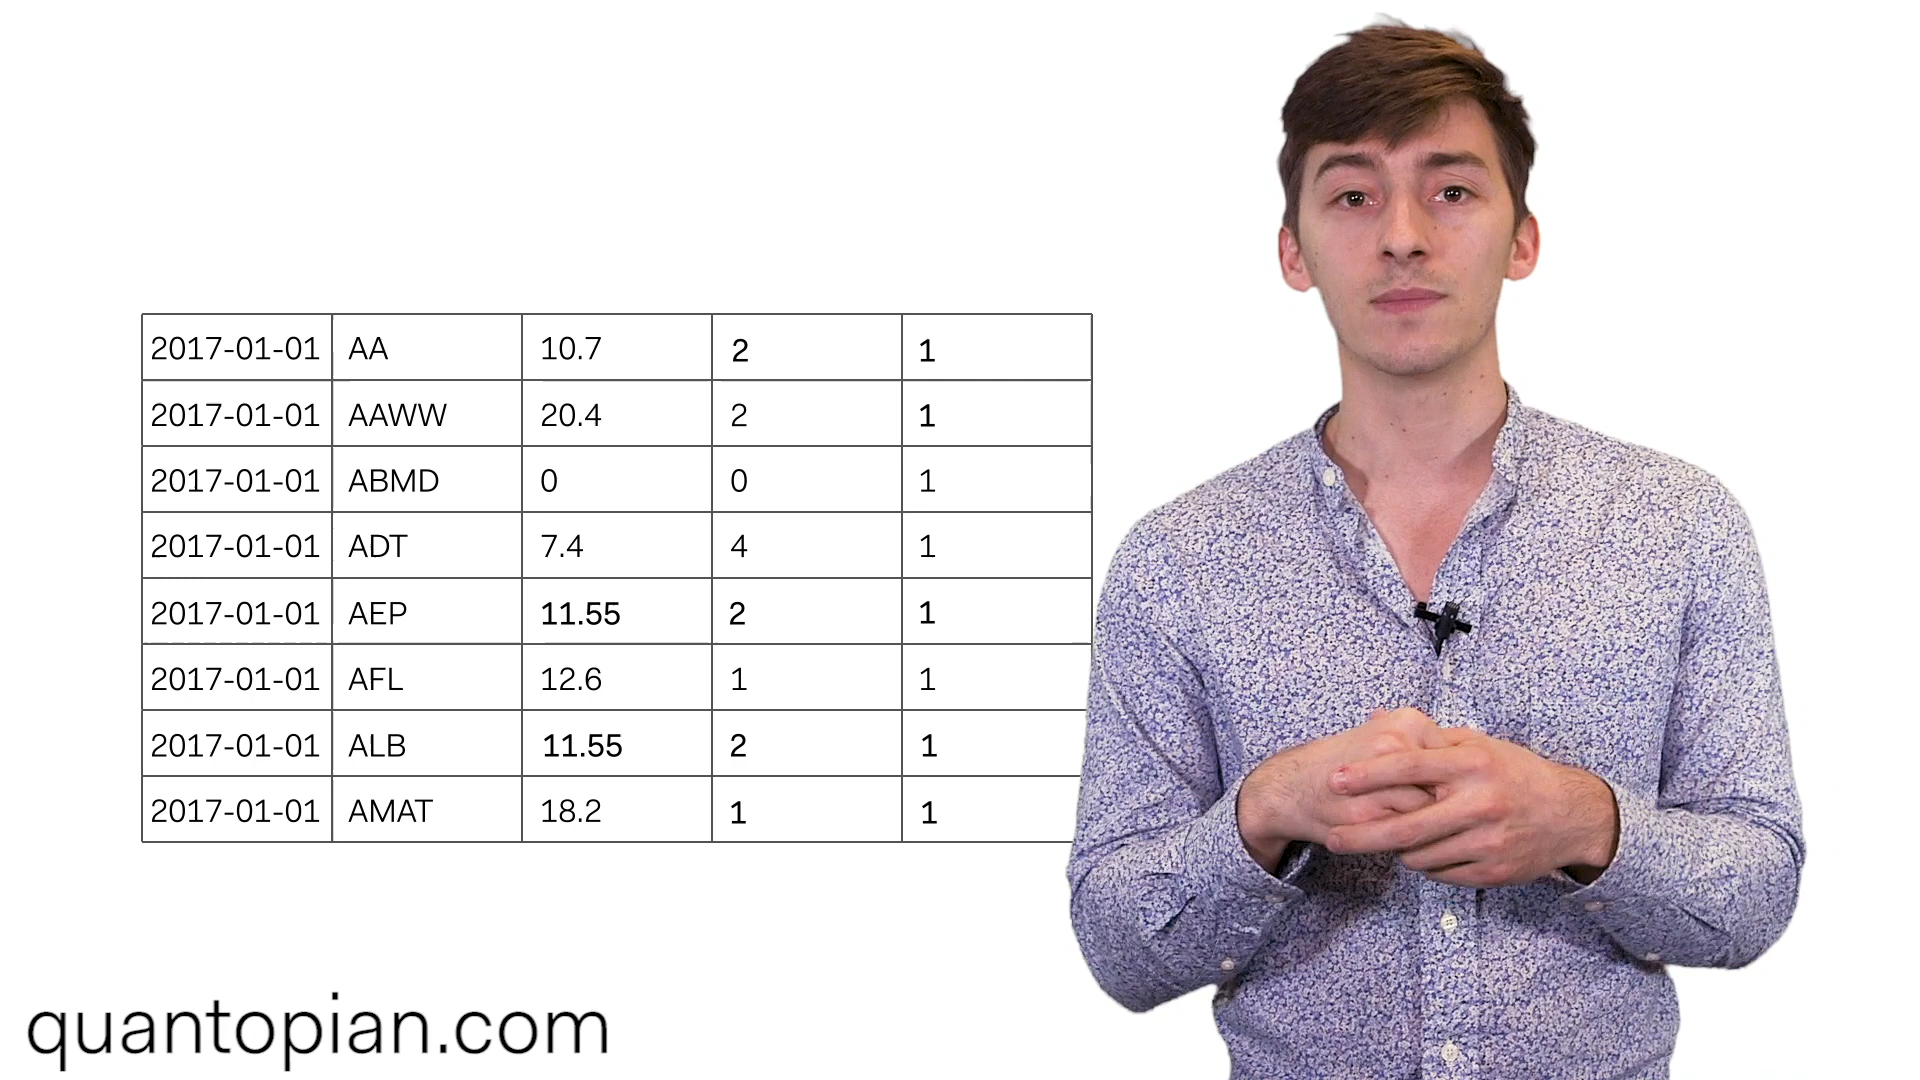 2017-01-01 AA 10.7 2 1
2017-01-01 AAWW 20.4 2 1
2017-01-01 ABMD 0 0 1
2017-01-01 ADT 7.4 4 1
2017-01-01 AEP 11.55 2 1
2017-01-01 AFL 12.6 1 1
2017-01-01 ALB 11.55 2 1
2017-01-01 AMAT 18.2 1 1
quantopian.com